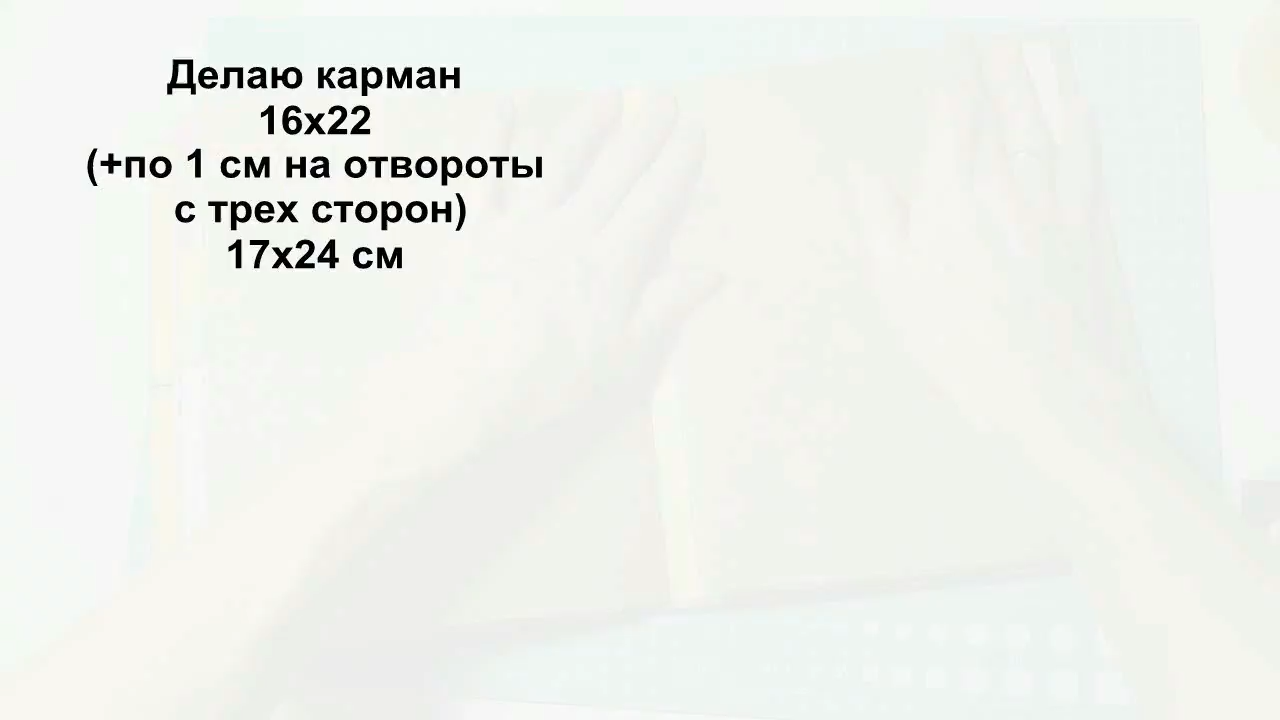 Делаю карман
16х22
(+по 1 см на отвороты
с трех сторон)
17х24 см